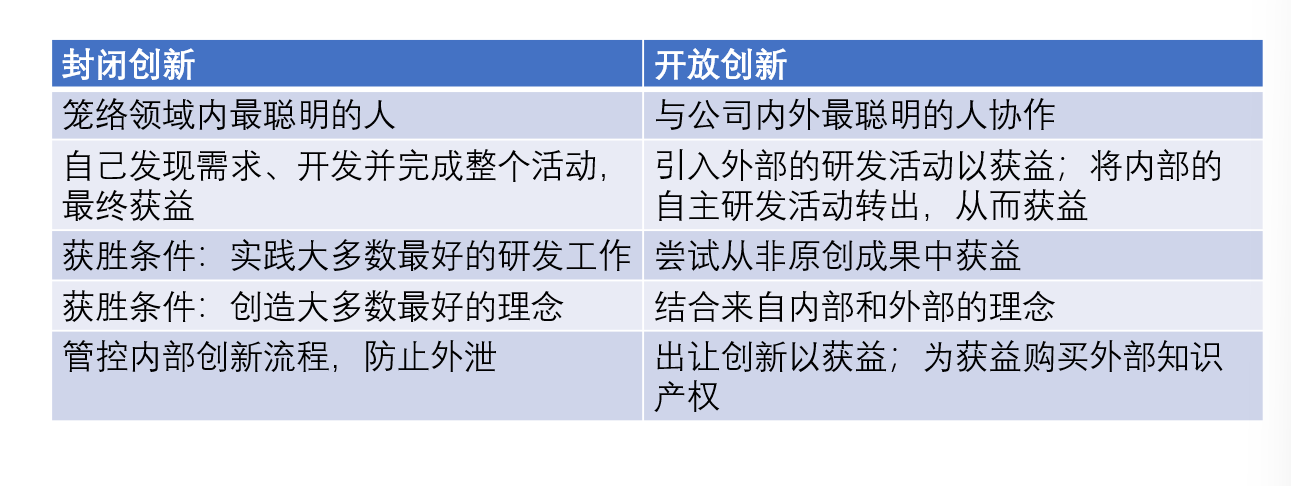 封闭创新
开放创新
笼络领域内最聪明的人
与公司内外最聪明的人协作
自己发现需求、开发并完成整个活动，
最终获益
引入外部的研发活动以获益；将内部的
自主研发活动转出，从而获益
获胜条件：实践大多数最好的研发工作
尝试从非原创成果中获益
获胜条件：创造大多数最好的理念
结合来自内部和外部的理念
管控内部创新流程，防止外泄
出让创新以获益；为获益购买外部知识
产权